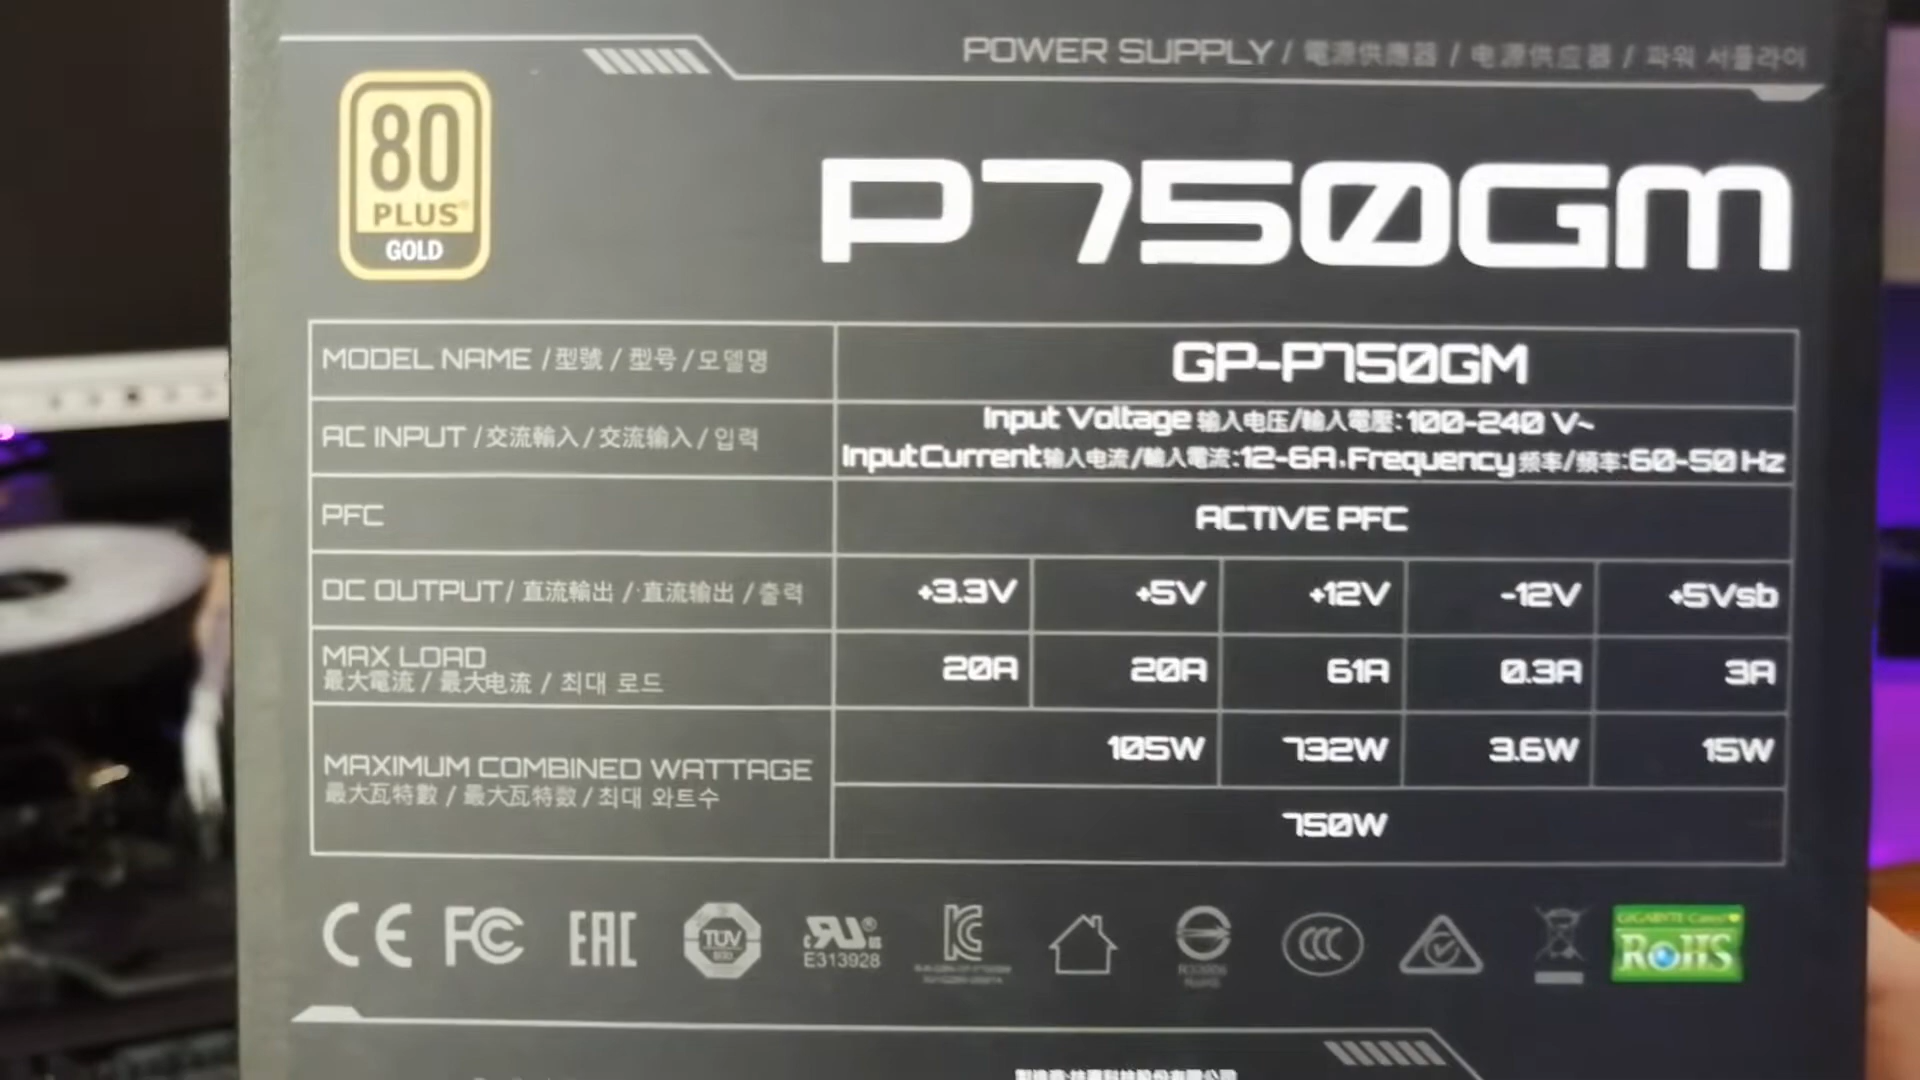 POWER SUPPLY / 電源供應器 / 电源供应器 / 파워 서플라이
80
PLUS®
GOLD
P750GM
MODEL NAME / 型號 / 型号 / 모델명
GP-P750GM
AC INPUT / 交流輸入 / 交流输入 / 입력
Input Voltage 输入电压/輸入電壓: 100-240 V~
Input Current 输入电流/輸入電流: 12-6A, Frequency 频率/頻率: 60-50 Hz
PFC
ACTIVE PFC
DC OUTPUT / 直流輸出 / 直流输出 / 출력
+3.3V +5V +12V -12V +5Vsb
MAX LOAD
最大電流 / 最大电流 / 최대 로드
20A 20A 61A 0.3A 3A
MAXIMUM COMBINED WATTAGE
最大瓦特數 / 最大瓦特数 / 최대 와트수
105W 732W 3.6W 15W
750W
CE FC EAC TÜV c RU® us KC CCC
E313928
GIGABYTE Cares
RoHS